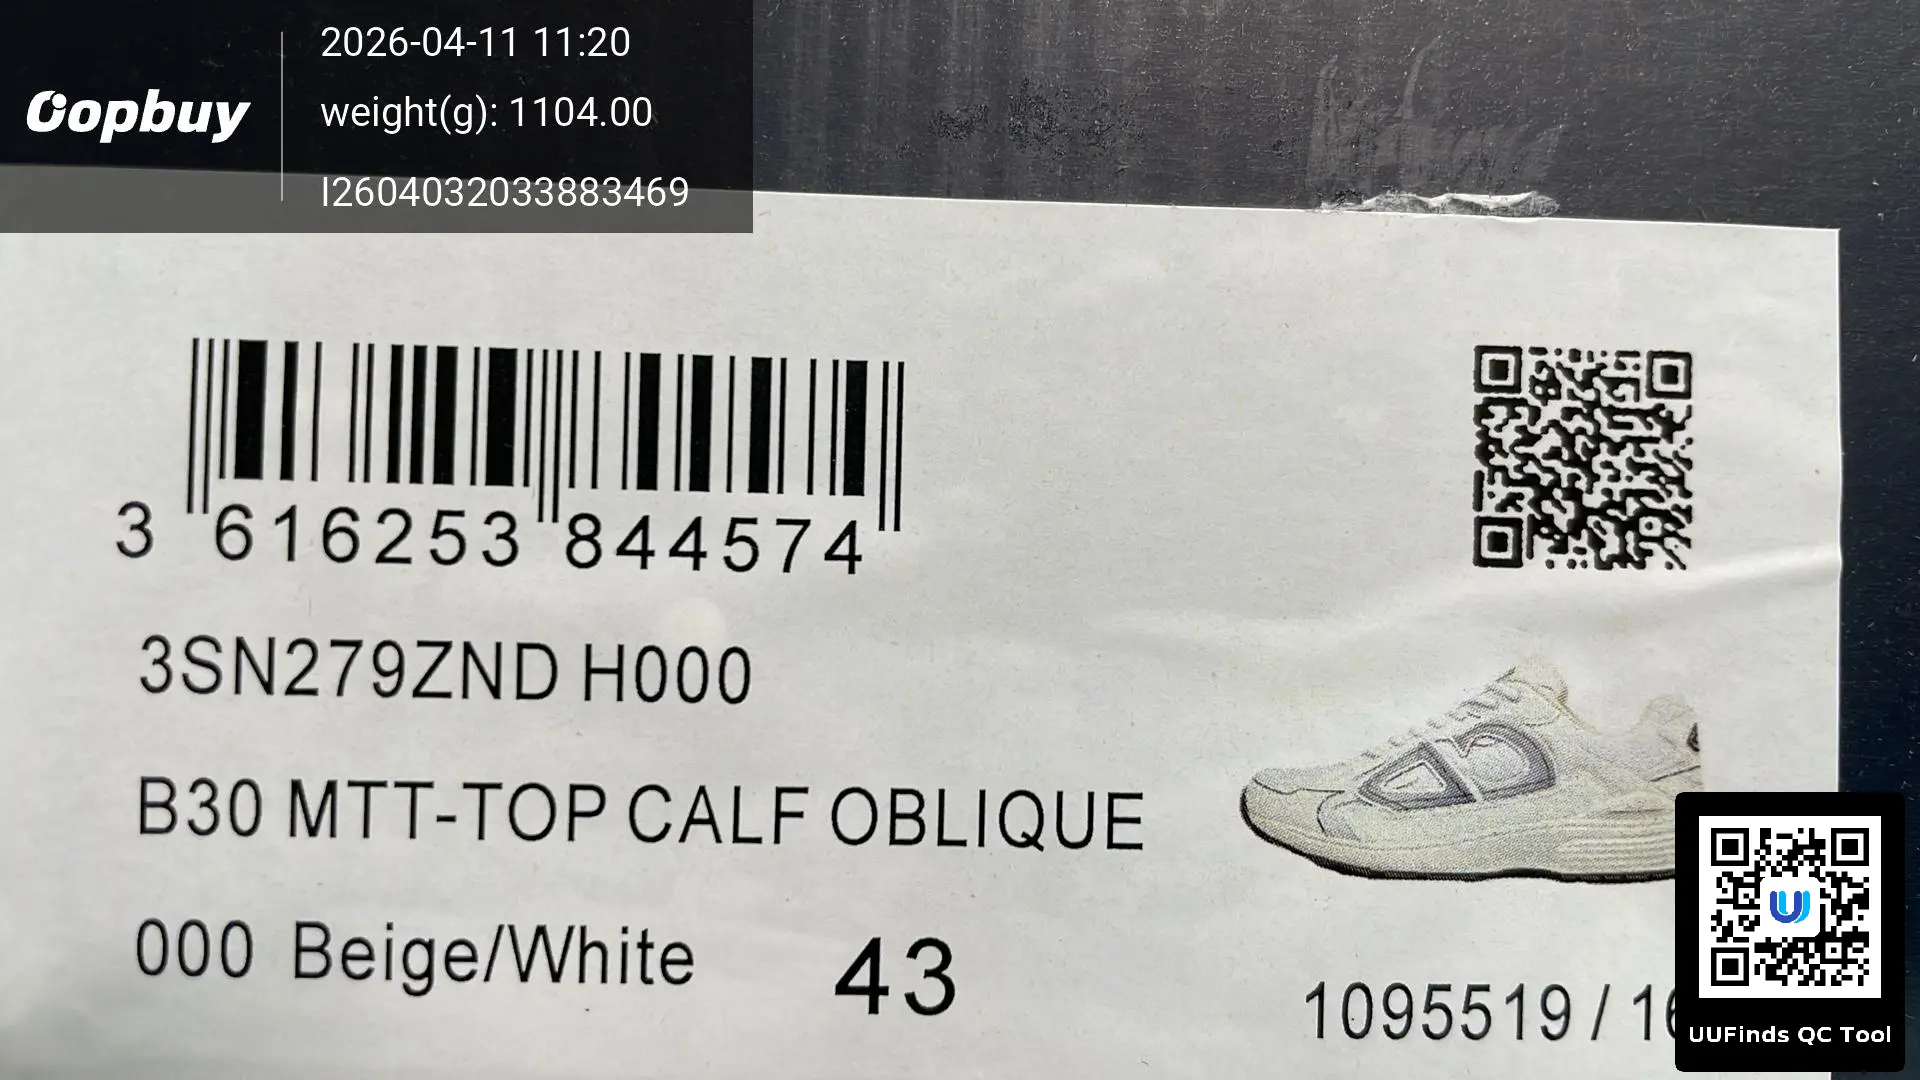 2026-04-11 11:20
Oopbuy
weight(g): 1104.00
I2604032033883469
3 616253 844574
3SN279ZND H000
B30 MTT-TOP CALF OBLIQUE
000 Beige/White 43
1095519 / 16
UUFinds QC Tool